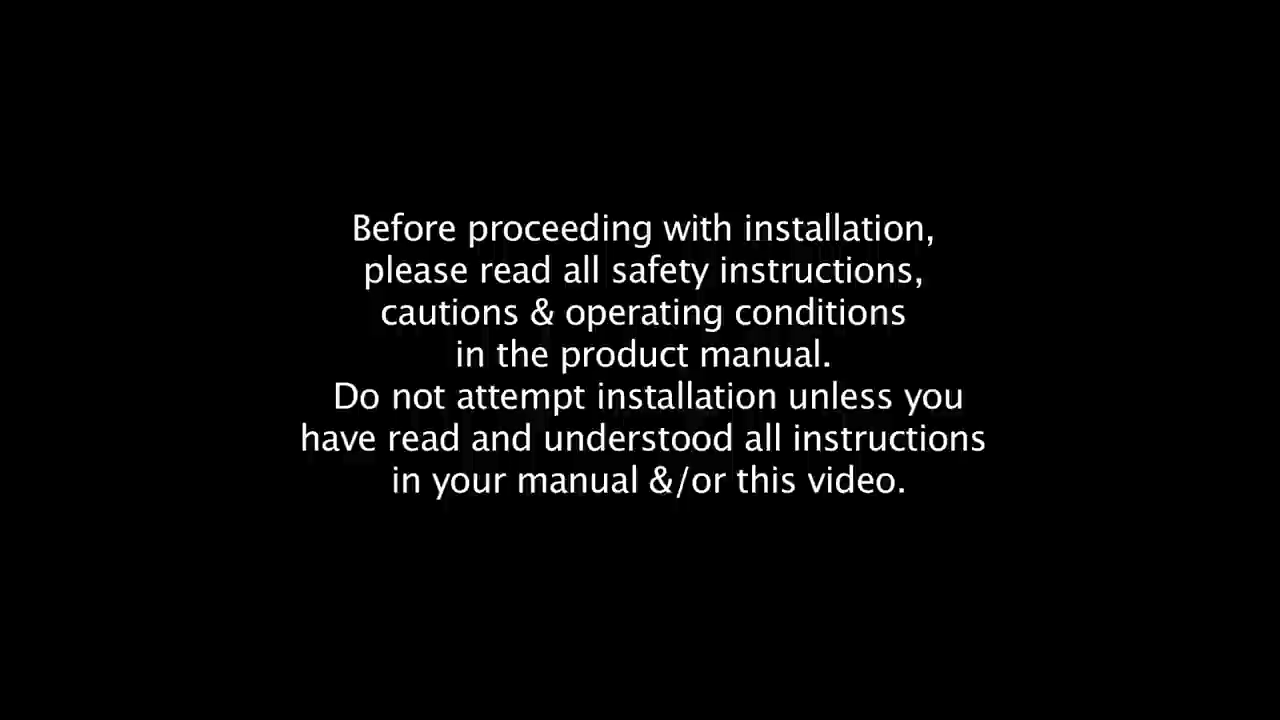 Before proceeding with installation,
please read all safety instructions,
cautions & operating conditions
in the product manual.
Do not attempt installation unless you
have read and understood all instructions
in your manual &/or this video.